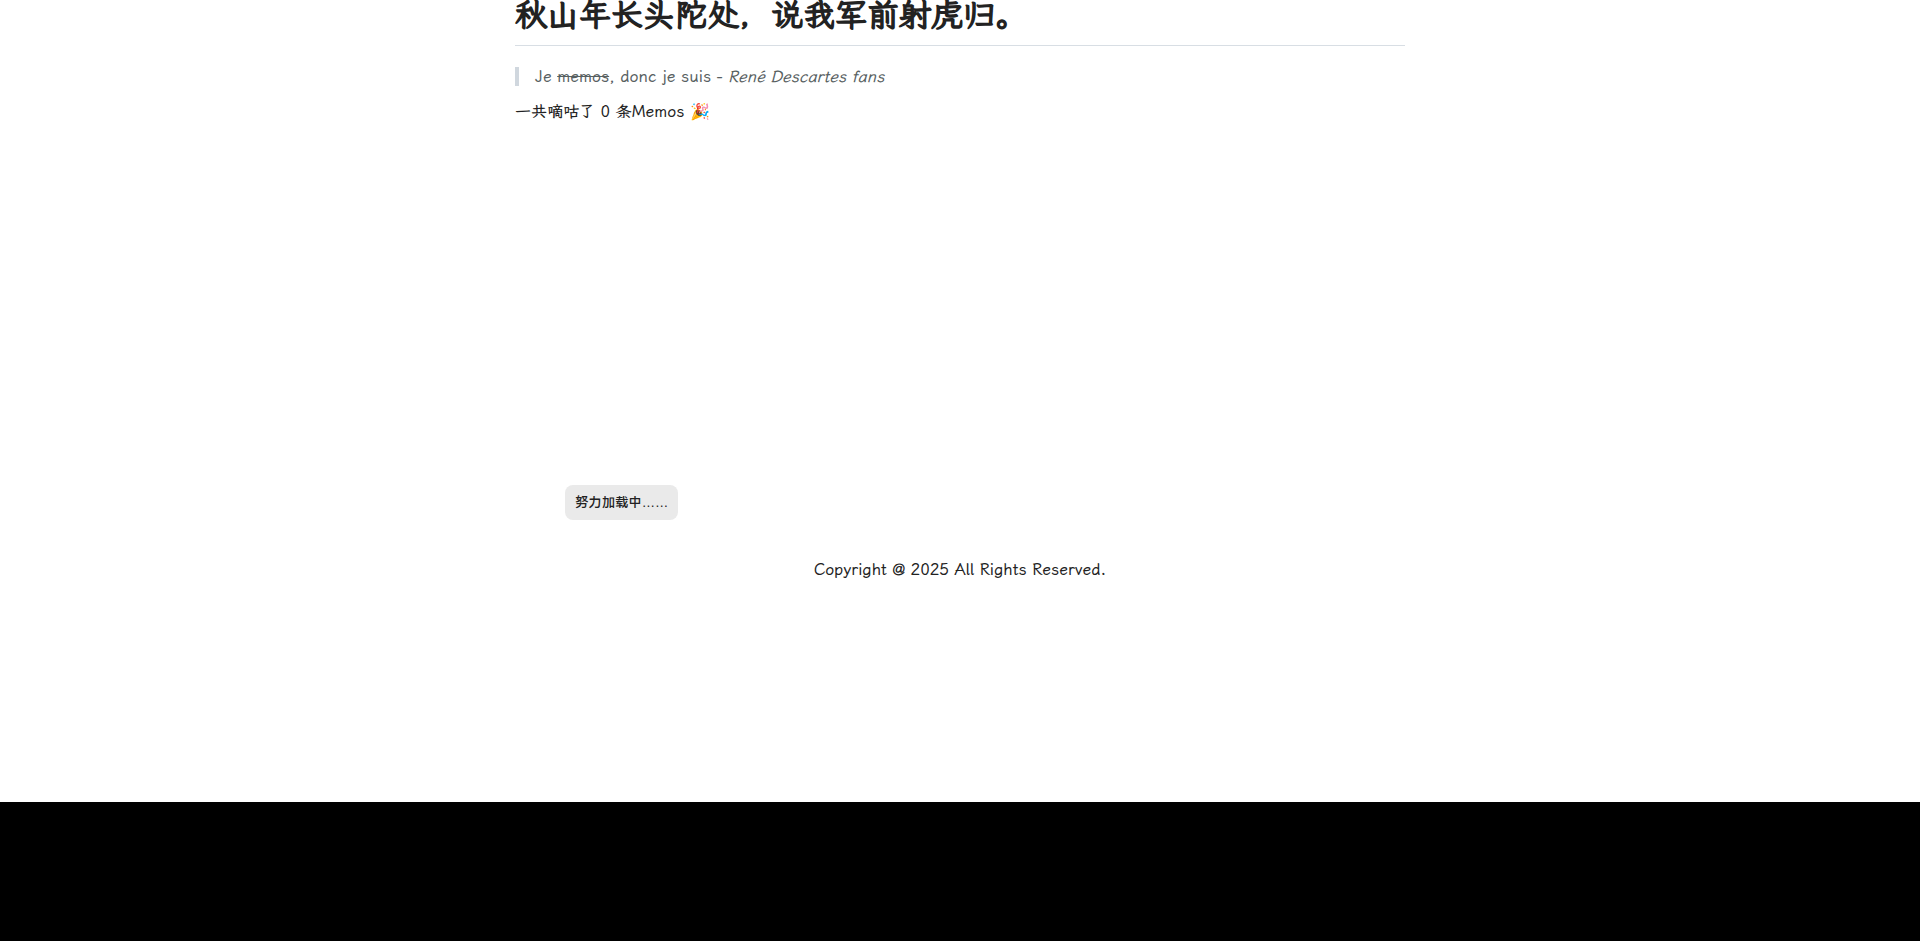 秋山年长头陀处，说我军前射虎归。
Je memos, donc je suis - René Descartes fans
一共嘀咕了 0 条Memos 🎉
努力加载中……
Copyright @ 2025 All Rights Reserved.